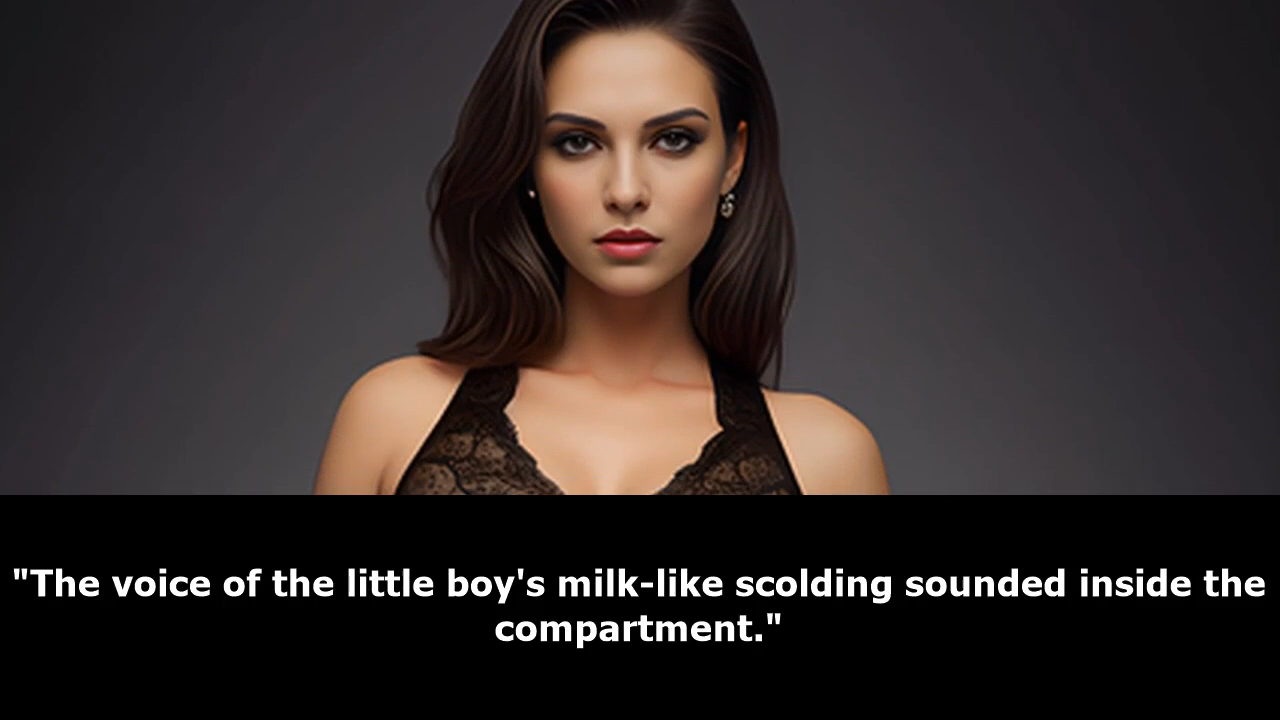 "The voice of the little boy's milk-like scolding sounded inside the
compartment."